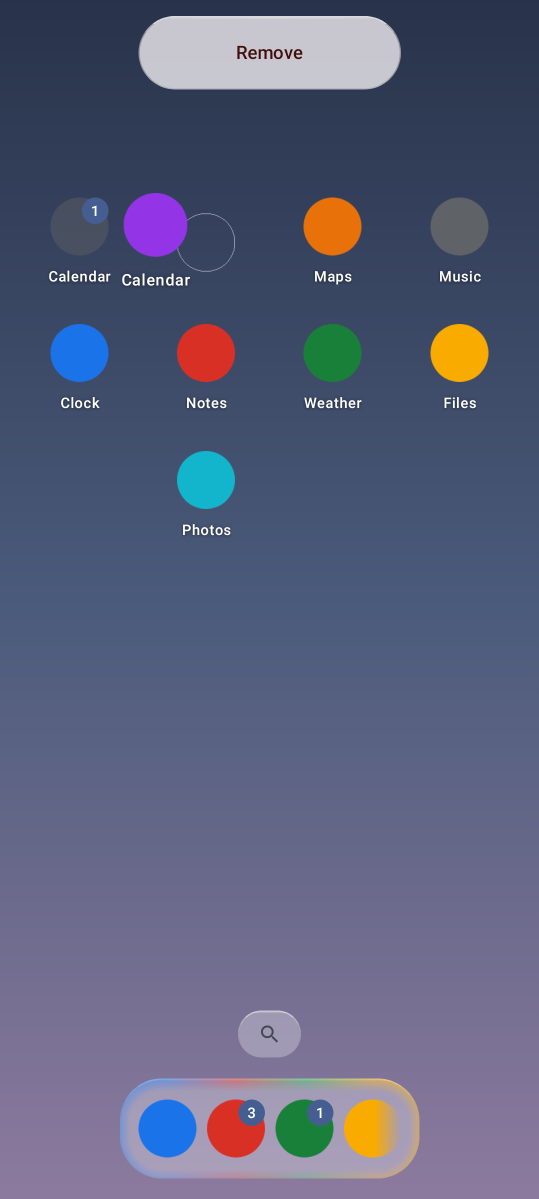 Remove
1
Calendar
Calendar
Maps
Music
Clock
Notes
Weather
Files
Photos
3
1